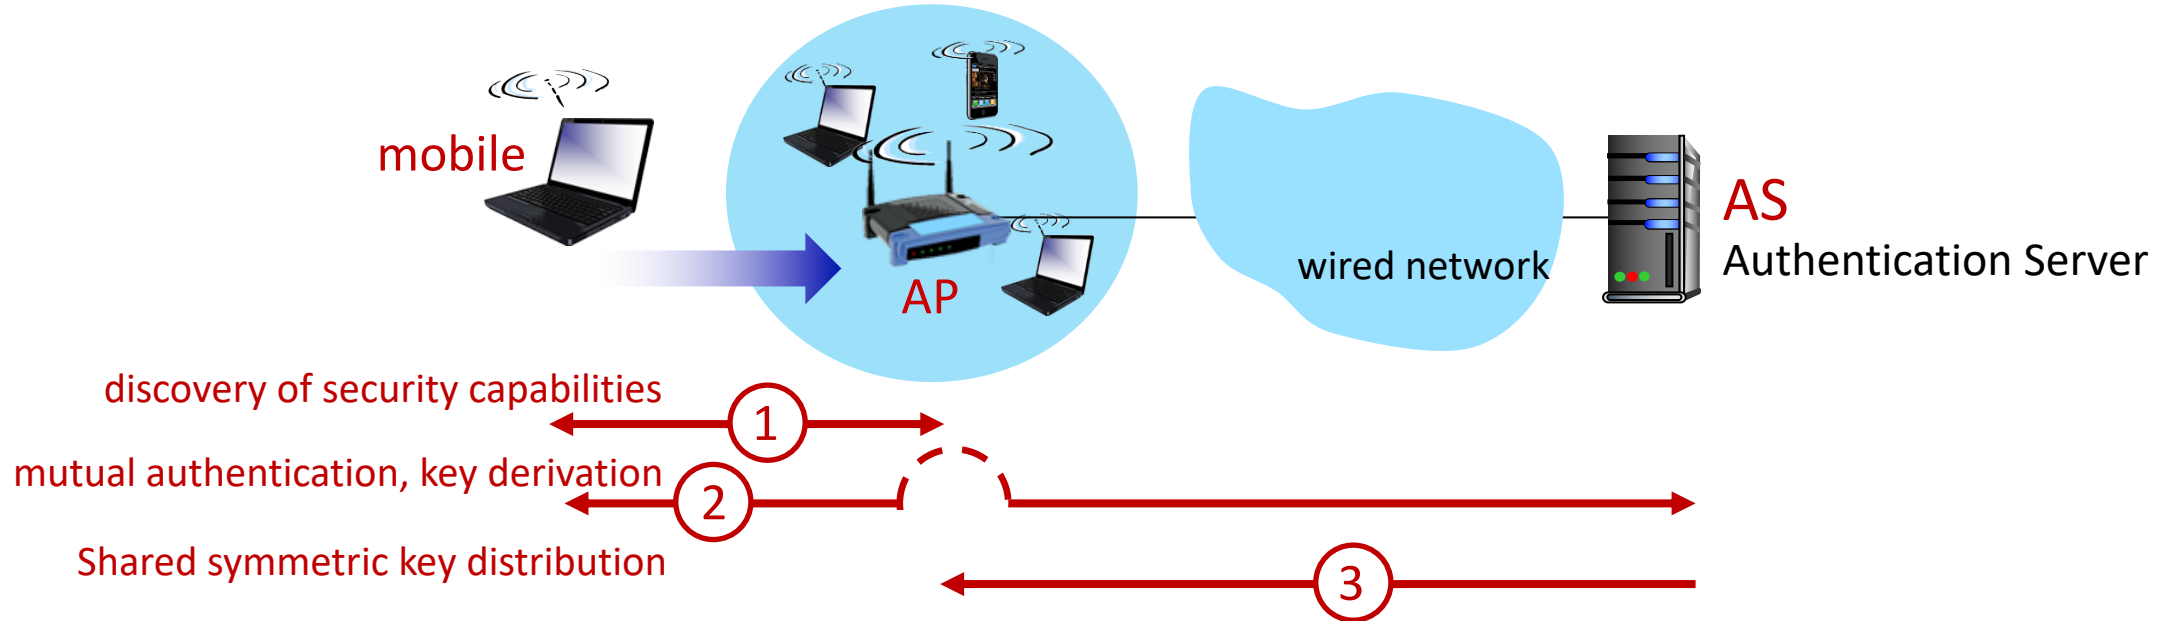 mobile
AP
wired network
AS
Authentication Server
discovery of security capabilities
1
mutual authentication, key derivation
2
Shared symmetric key distribution
3